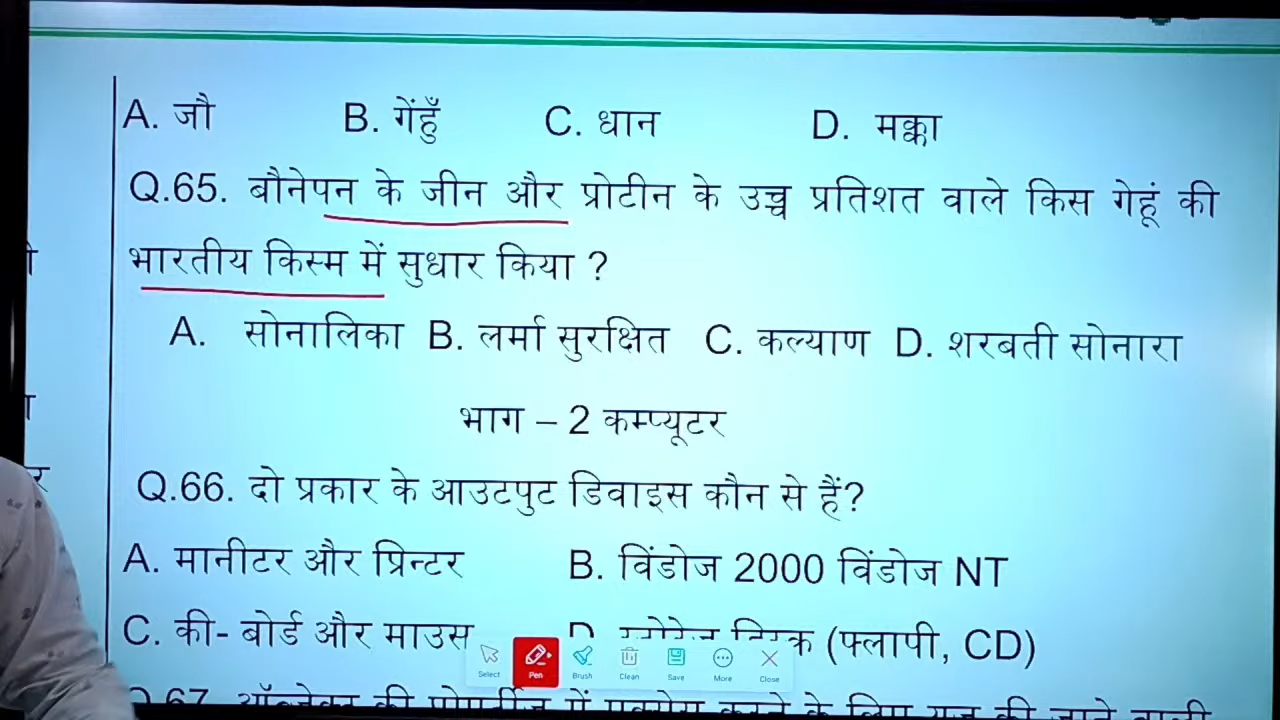 A. जौ B. गेंहुँ C. धान D. मक्का
Q.65. बौनेपन के जीन और प्रोटीन के उच्च प्रतिशत वाले किस गेहूं की
भारतीय किस्म में सुधार किया ?
A. सोनालिका B. लर्मा सुरक्षित C. कल्याण D. शरबती सोनारा
भाग – 2 कम्प्यूटर
Q.66. दो प्रकार के आउटपुट डिवाइस कौन से हैं?
A. मानीटर और प्रिन्टर B. विंडोज 2000 विंडोज NT
C. की- बोर्ड और माउस (फ्लापी, CD)
Select Pen Brush Clean Save More Close